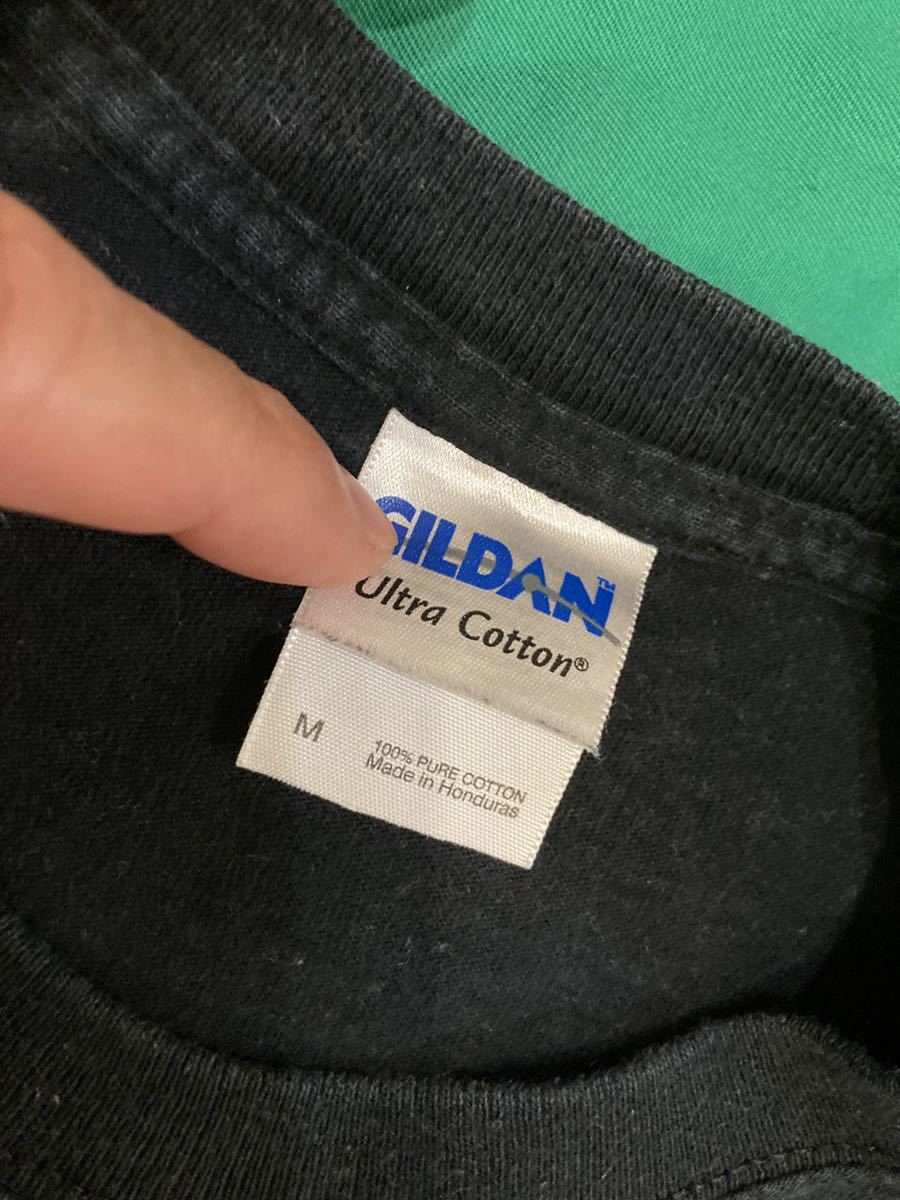 GILDAN™
Ultra Cotton®
M
100% PURE COTTON
Made in Honduras